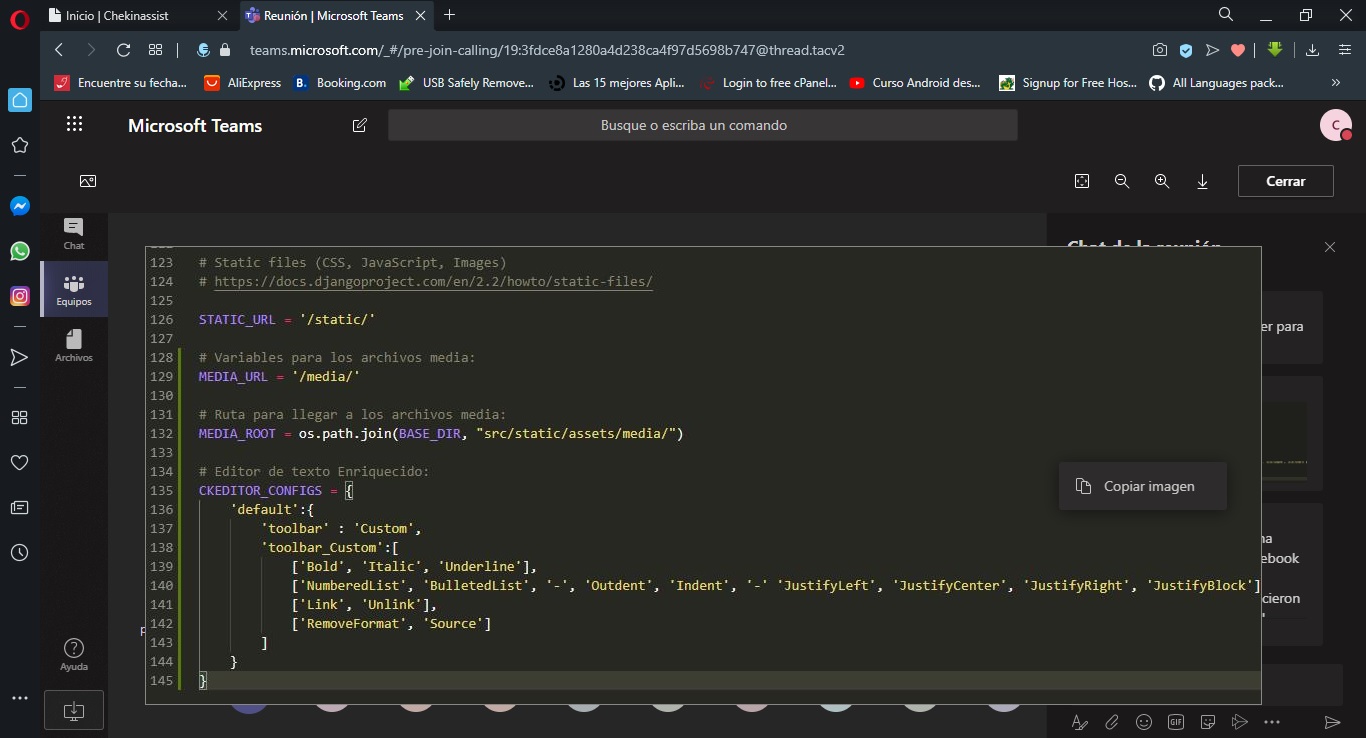 Inicio | Chekinassist
Reunión | Microsoft Teams
teams.microsoft.com/_#/pre-join-calling/19:3fdce8a1280a4d238ca4f97d5698b747@thread.tacv2
Encuentre su fecha...
AliExpress
B.
Booking.com
USB Safely Remove...
Las 15 mejores Apli...
Login to free cPanel...
Curso Android des...
Signup for Free Hos...
All Languages pack...
»
Microsoft Teams
Busque o escriba un comando
C
Cerrar
Chat
Equipos
Archivos
Ayuda
Chat de la reunión
123 # Static files (CSS, JavaScript, Images)
124 # https://docs.djangoproject.com/en/2.2/howto/static-files/
125
126 STATIC_URL = '/static/'
127
128 # Variables para los archivos media:
129 MEDIA_URL = '/media/'
130
131 # Ruta para llegar a los archivos media:
132 MEDIA_ROOT = os.path.join(BASE_DIR, "src/static/assets/media/")
133
134 # Editor de texto Enriquecido:
135 CKEDITOR_CONFIGS = {
136 'default':{
137 'toolbar' : 'Custom',
138 'toolbar_Custom':[
139 ['Bold', 'Italic', 'Underline'],
140 ['NumberedList', 'BulletedList', '-', 'Outdent', 'Indent', '-' 'JustifyLeft', 'JustifyCenter', 'JustifyRight', 'JustifyBlock']
141 ['Link', 'Unlink'],
142 ['RemoveFormat', 'Source']
143 ]
144 }
145 }
Copiar imagen
er para
na
ebook
cieron
GIF